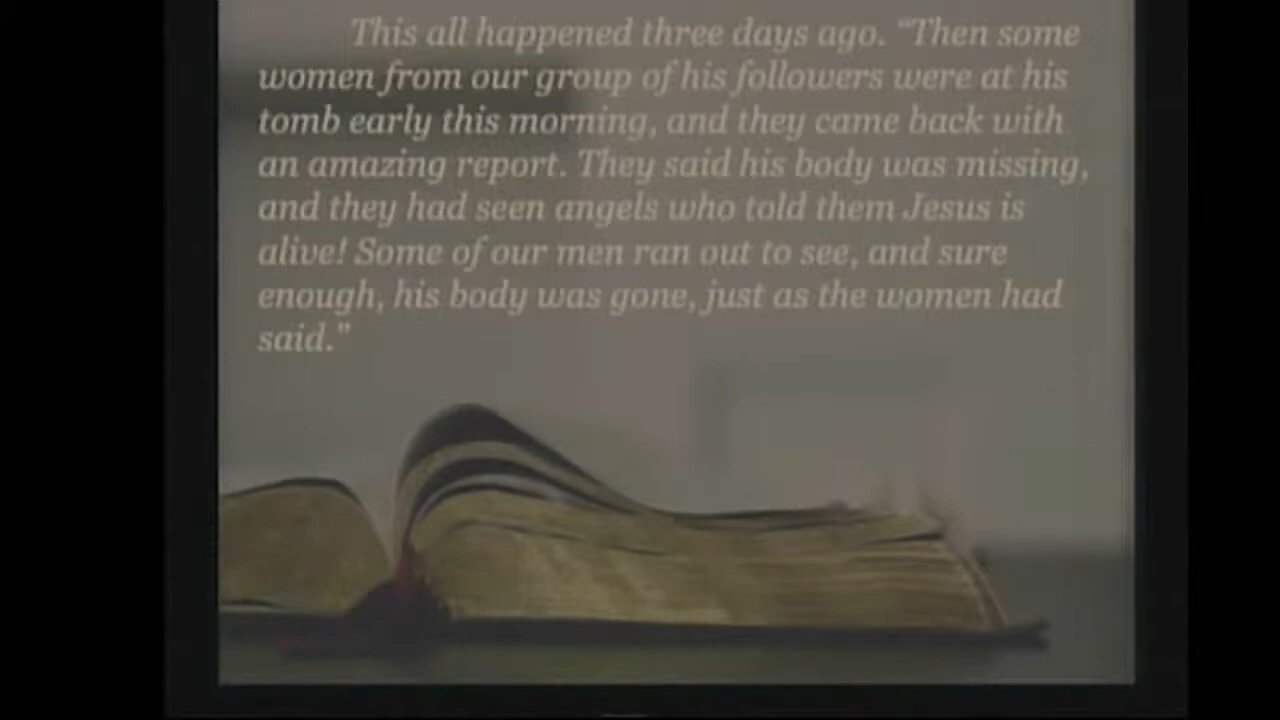 This all happened three days ago. “Then some
women from our group of his followers were at his
tomb early this morning, and they came back with
an amazing report. They said his body was missing,
and they had seen angels who told them Jesus is
alive! Some of our men ran out to see, and sure
enough, his body was gone, just as the women had
said.”